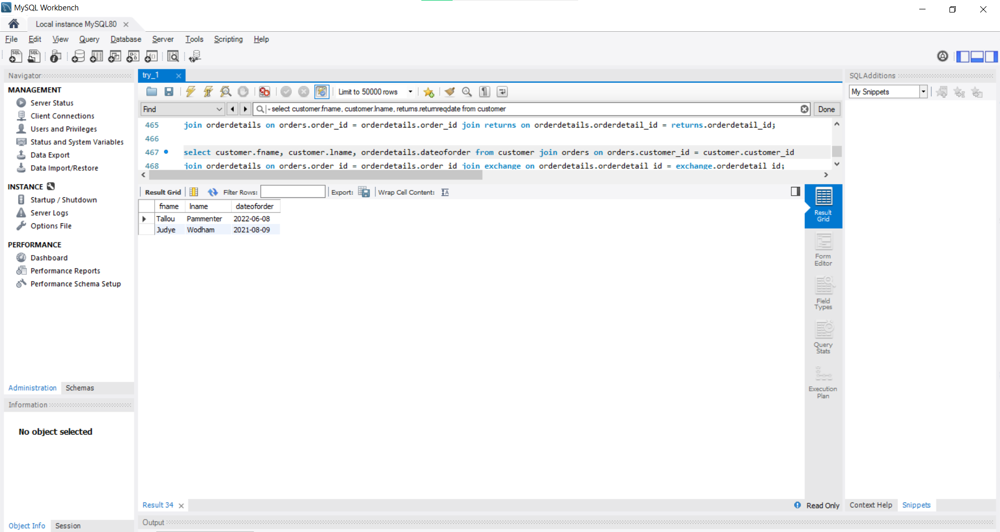 MySQL Workbench
Local instance MySQL80
File Edit View Query Database Server Tools Scripting Help
Navigator
MANAGEMENT
Server Status
Client Connections
Users and Privileges
Status and System Variables
Data Export
Data Import/Restore
INSTANCE
Startup / Shutdown
Server Logs
Options File
PERFORMANCE
Dashboard
Performance Reports
Performance Schema Setup
Administration Schemas
Information
No object selected
Object Info Session
try_1
Limit to 50000 rows
Find select customer.fname, customer.lname, returns.returnreqdate from customer Done
465 join orderdetails on orders.order_id = orderdetails.order_id join returns on orderdetails.orderdetail_id = returns.orderdetail_id;
466
467 select customer.fname, customer.lname, orderdetails.dateoforder from customer join orders on orders.customer_id = customer.customer_id
468 join orderdetails on orders.order_id = orderdetails.order_id join exchange on orderdetails.orderdetail_id = exchange.orderdetail_id;
Result Grid Filter Rows: Export: Wrap Cell Content:
fname lname dateoforder
Tallou Pammenter 2022-06-08
Judye Wodham 2021-08-09
Result
Grid
Form
Editor
Field
Types
Query
Stats
Execution
Plan
Result 34 Read Only
Output
SQLAdditions
My Snippets
Context Help Snippets